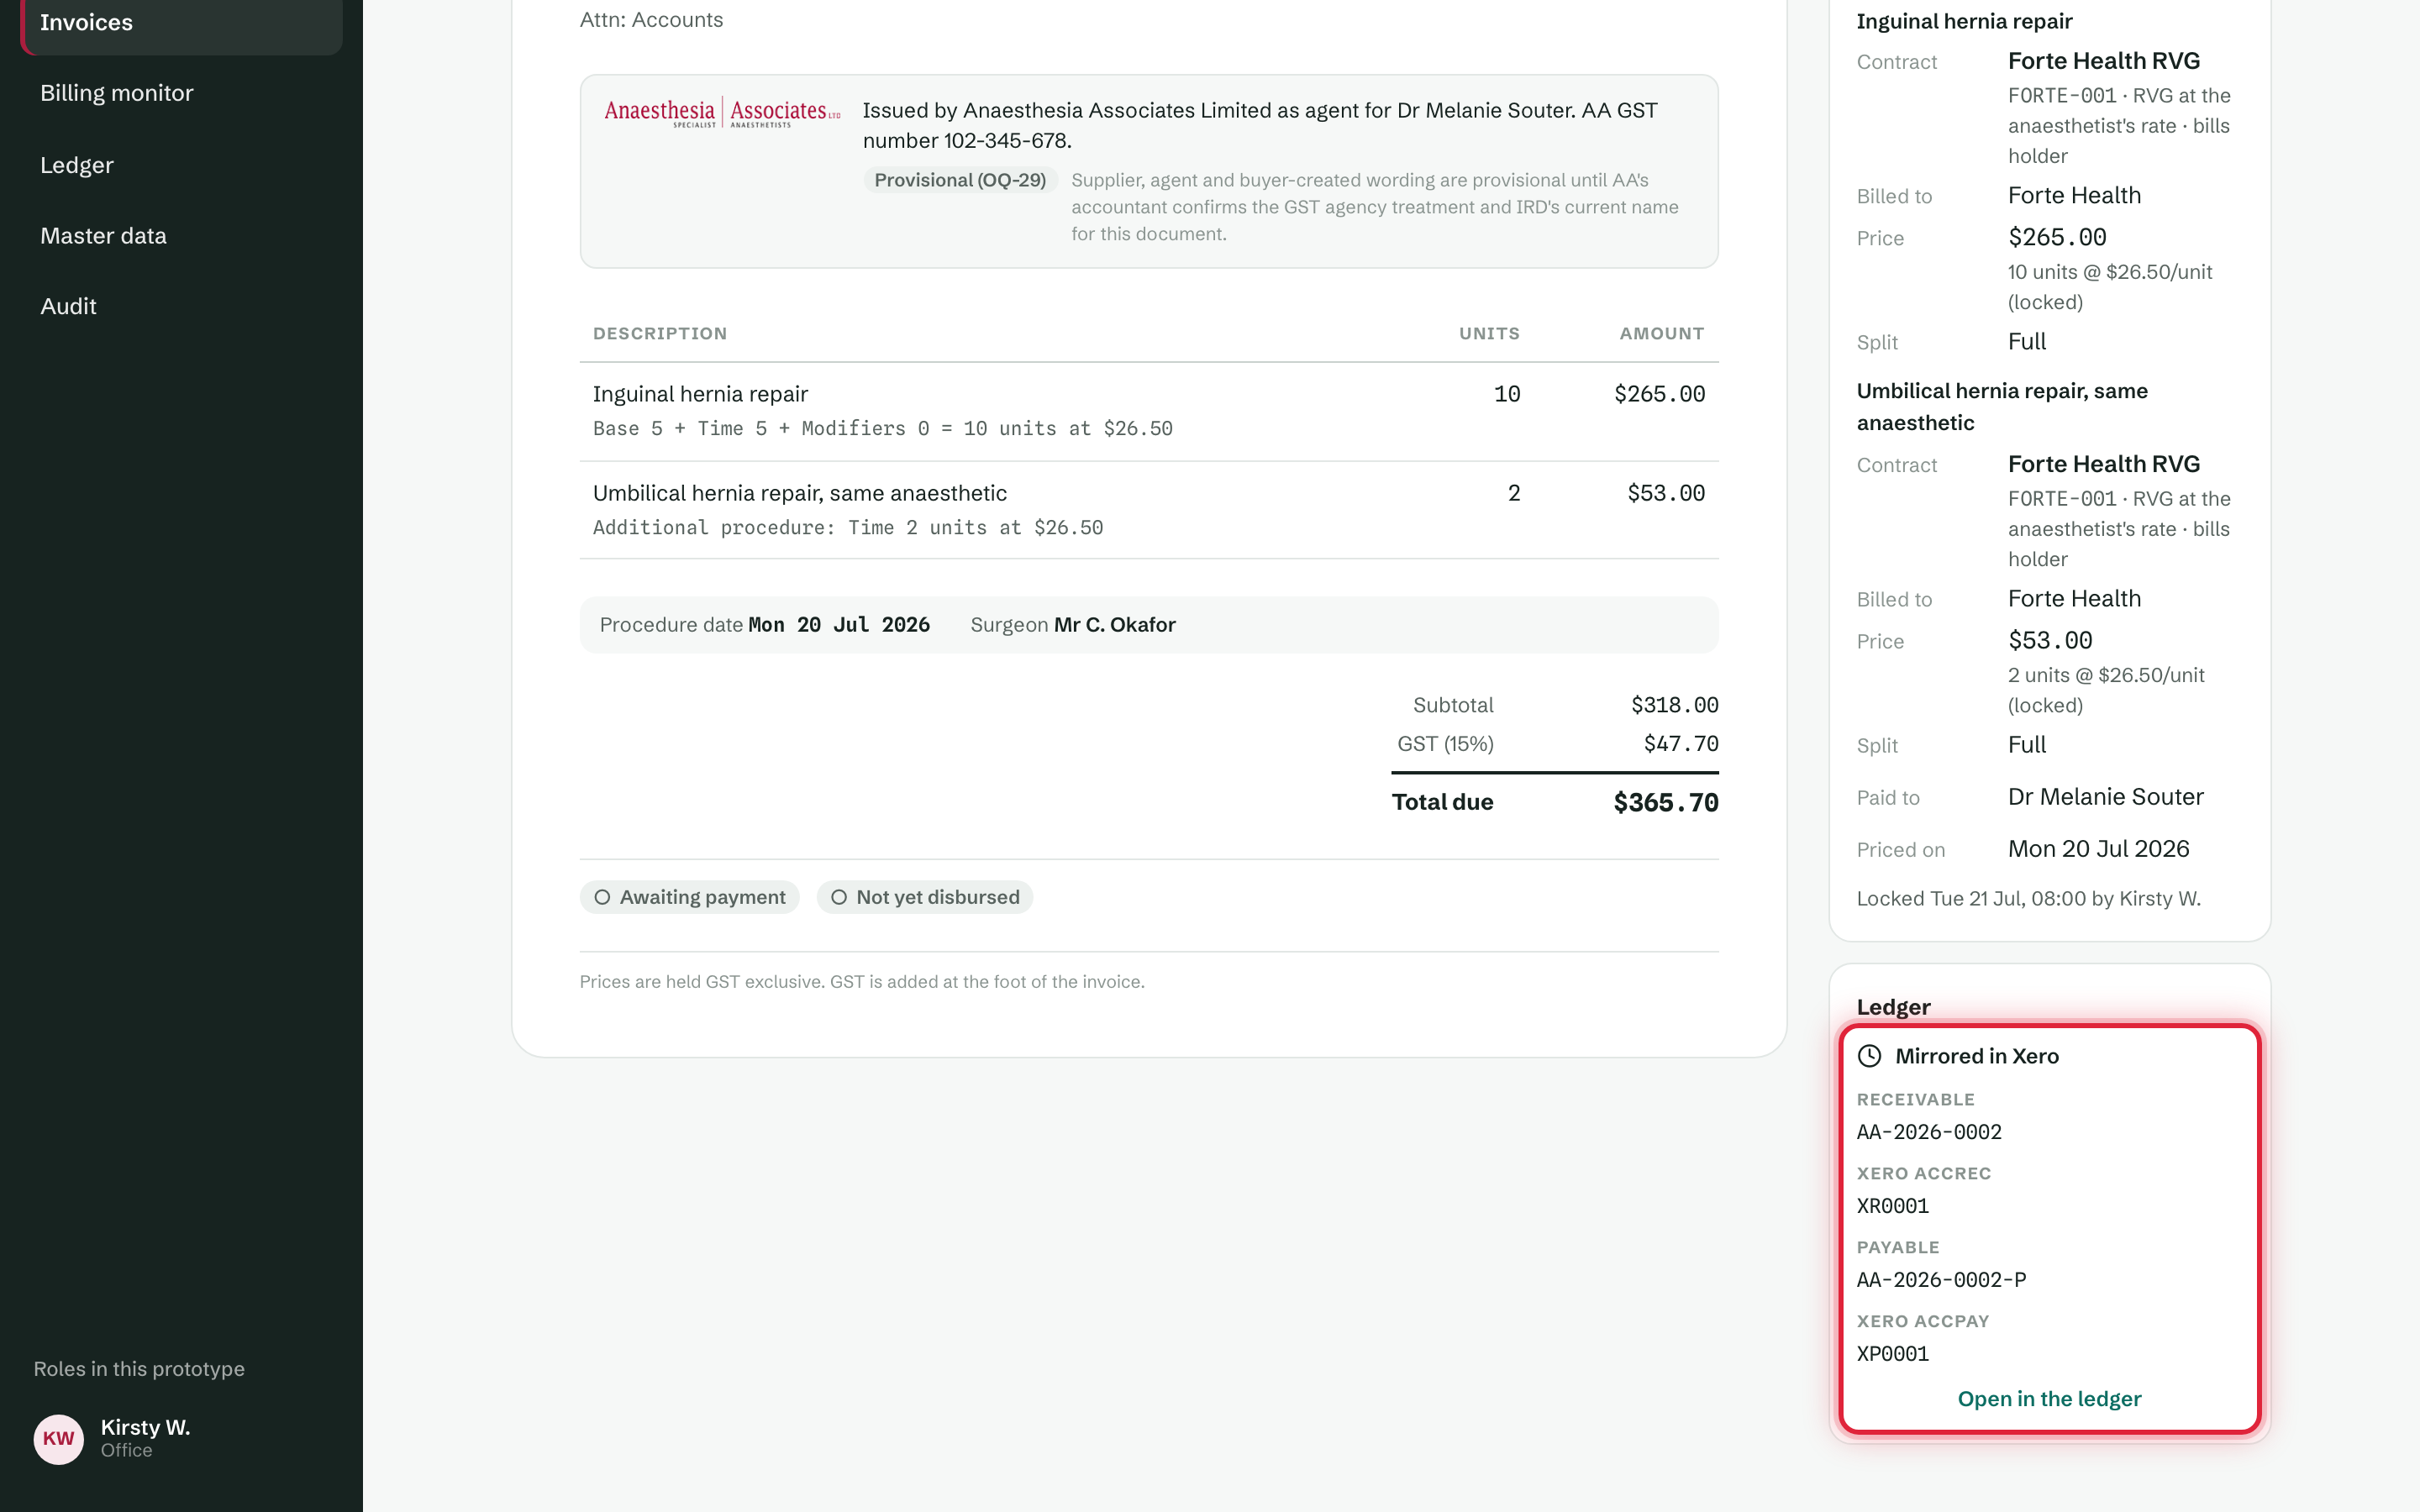 Invoices
Billing monitor
Ledger
Master data
Audit
Roles in this prototype
KW
Kirsty W.
Office
Attn: Accounts
Anaesthesia Associates LTD
SPECIALIST ANAESTHETISTS
Issued by Anaesthesia Associates Limited as agent for Dr Melanie Souter. AA GST
number 102-345-678.
Provisional (OQ-29)
Supplier, agent and buyer-created wording are provisional until AA's
accountant confirms the GST agency treatment and IRD's current name
for this document.
DESCRIPTION UNITS AMOUNT
Inguinal hernia repair 10 $265.00
Base 5 + Time 5 + Modifiers 0 = 10 units at $26.50
Umbilical hernia repair, same anaesthetic 2 $53.00
Additional procedure: Time 2 units at $26.50
Procedure date Mon 20 Jul 2026 Surgeon Mr C. Okafor
Subtotal $318.00
GST (15%) $47.70
Total due $365.70
Awaiting payment Not yet disbursed
Prices are held GST exclusive. GST is added at the foot of the invoice.
Inguinal hernia repair
Contract Forte Health RVG
FORTE-001 · RVG at the
anaesthetist's rate · bills
holder
Billed to Forte Health
Price $265.00
10 units @ $26.50/unit
(locked)
Split Full
Umbilical hernia repair, same
anaesthetic
Contract Forte Health RVG
FORTE-001 · RVG at the
anaesthetist's rate · bills
holder
Billed to Forte Health
Price $53.00
2 units @ $26.50/unit
(locked)
Split Full
Paid to Dr Melanie Souter
Priced on Mon 20 Jul 2026
Locked Tue 21 Jul, 08:00 by Kirsty W.
Ledger
Mirrored in Xero
RECEIVABLE
AA-2026-0002
XERO ACCREC
XR0001
PAYABLE
AA-2026-0002-P
XERO ACCPAY
XP0001
Open in the ledger